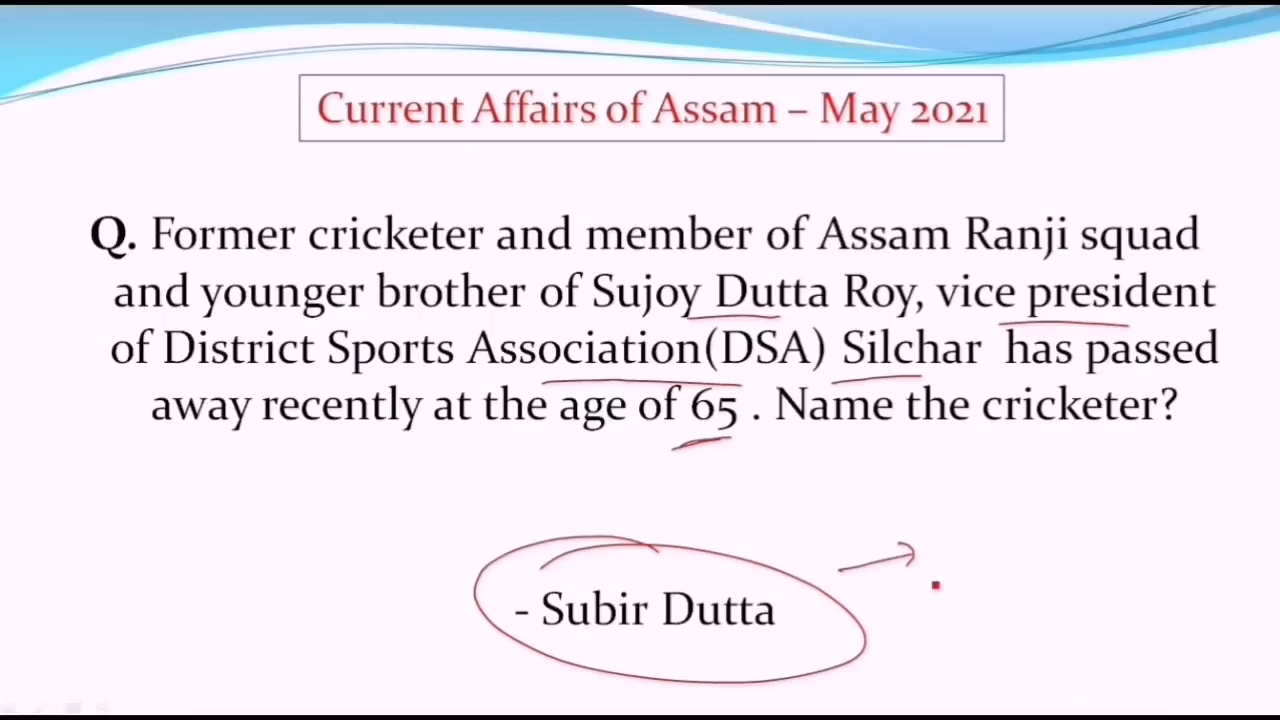 Current Affairs of Assam – May 2021
Q. Former cricketer and member of Assam Ranji squad
and younger brother of Sujoy Dutta Roy, vice president
of District Sports Association(DSA) Silchar has passed
away recently at the age of 65 . Name the cricketer?
- Subir Dutta